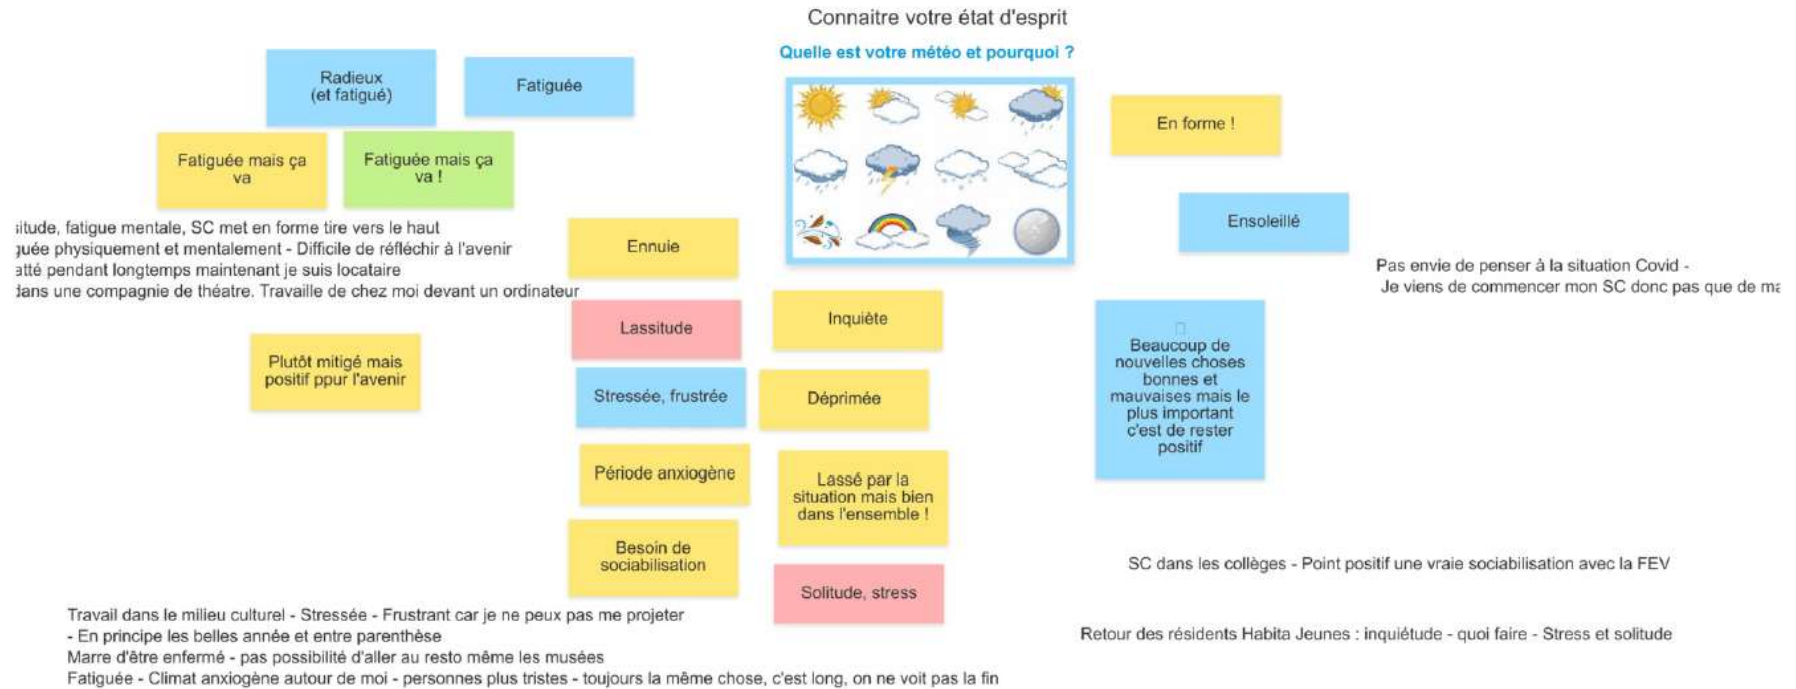 Connaitre votre état d'esprit
Quelle est votre météo et pourquoi ?
Radieux
(et fatigué)
Fatiguée
Fatiguée mais ça
va
Fatiguée mais ça
va !
fatigue mentale, SC met en forme tire vers le haut
physiquement et mentalement - Difficile de réfléchir à l'avenir
pendant longtemps maintenant je suis locataire
dans une compagnie de théatre. Travaille de chez moi devant un ordinateur
Plutôt mitigé mais
positif ppur l'avenir
Ennuie
Lassitude
Stressée, frustrée
Période anxiogène
Besoin de
sociabilisation
Inquiète
Déprimée
Lassé par la
situation mais bien
dans l'ensemble !
Solitude, stress
En forme !
Ensoleillé
Pas envie de penser à la situation Covid -
Je viens de commencer mon SC donc pas que de
Beaucoup de
nouvelles choses
bonnes et
mauvaises mais le
plus important
c'est de rester
positif
SC dans les collèges - Point positif une vraie sociabilisation avec la FEV
Retour des résidents Habita Jeunes : inquiétude - quoi faire - Stress et solitude
Travail dans le milieu culturel - Stressée - Frustrant car je ne peux pas me projeter
- En principe les belles année et entre parenthèse
Marre d'être enfermé - pas possibilité d'aller au resto même les musées
Fatiguée - Climat anxiogène autour de moi - personnes plus tristes - toujours la même chose, c'est long, on ne voit pas la fin